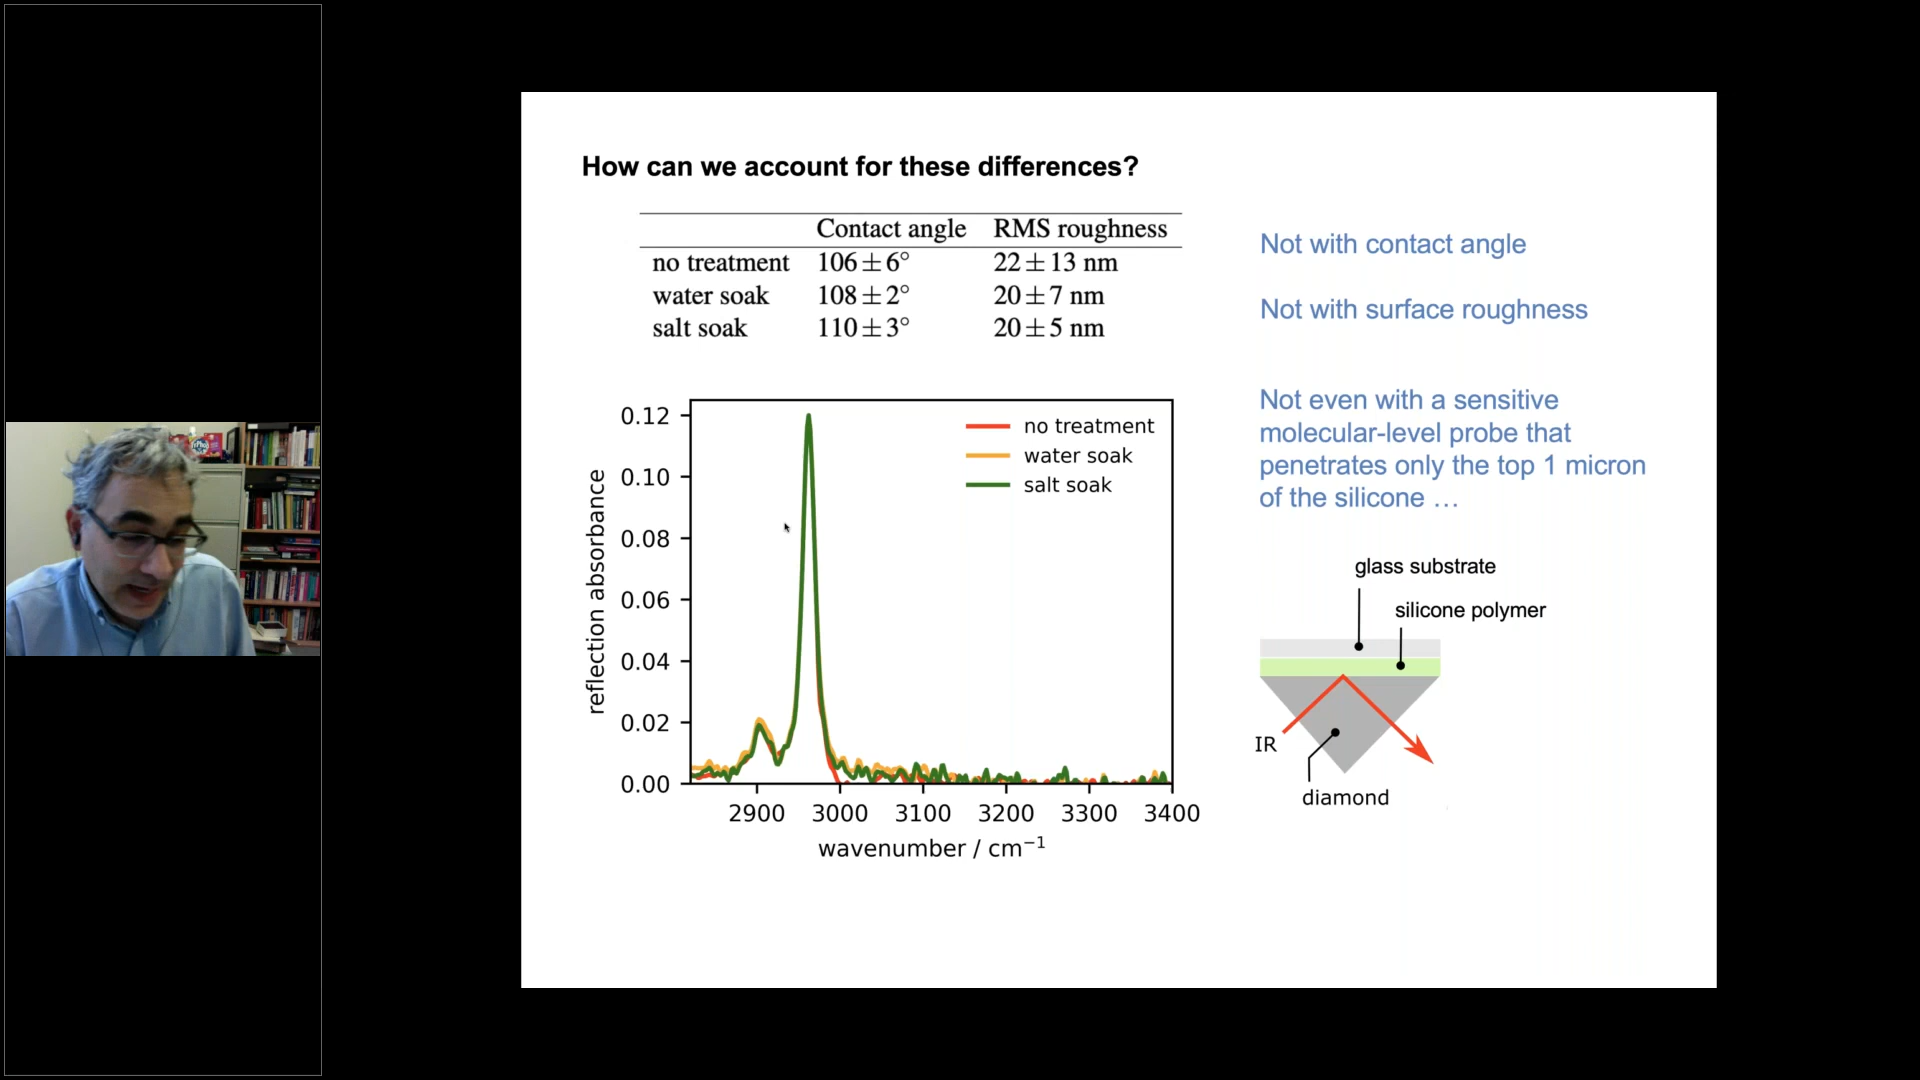 How can we account for these differences?
Contact angle RMS roughness
no treatment 106 ± 6° 22 ± 13 nm
water soak 108 ± 2° 20 ± 7 nm
salt soak 110 ± 3° 20 ± 5 nm
Not with contact angle
Not with surface roughness
Not even with a sensitive
molecular-level probe that
penetrates only the top 1 micron
of the silicone …
reflection absorbance
0.12
0.10
0.08
0.06
0.04
0.02
0.00
no treatment
water soak
salt soak
2900 3000 3100 3200 3300 3400
wavenumber / cm⁻¹
glass substrate
silicone polymer
IR
diamond